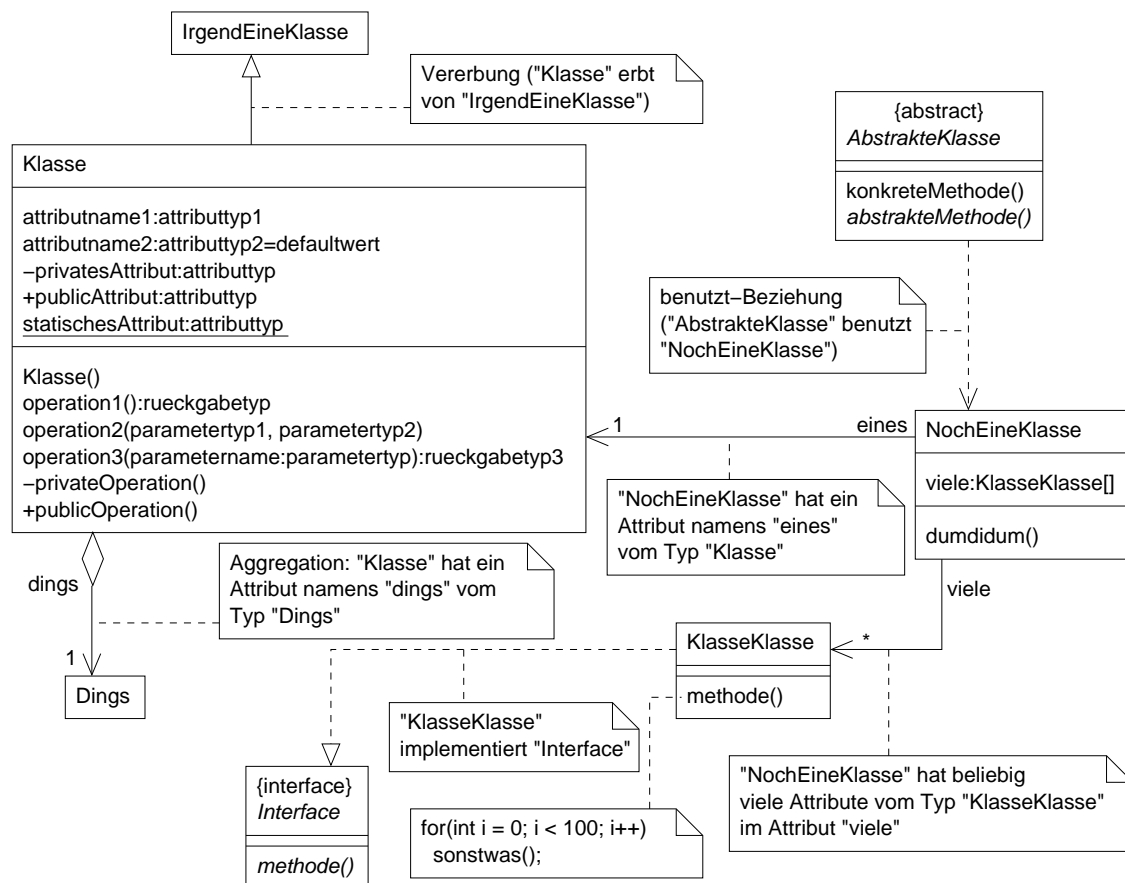 IrgendEineKlasse
Vererbung ("Klasse" erbt
von "IrgendEineKlasse")
{abstract}
AbstrakteKlasse
konkreteMethode()
abstrakteMethode()
Klasse
attributname1:attributtyp1
attributname2:attributtyp2=defaultwert
−privatesAttribut:attributtyp
+publicAttribut:attributtyp
statischesAttribut:attributtyp
Klasse()
operation1():rueckgabetyp
operation2(parametertyp1, parametertyp2)
operation3(parametername:parametertyp):rueckgabetyp3
−privateOperation()
+publicOperation()
benutzt−Beziehung
("AbstrakteKlasse" benutzt
"NochEineKlasse")
1
eines
NochEineKlasse
viele:KlasseKlasse[]
dumdidum()
"NochEineKlasse" hat ein
Attribut namens "eines"
vom Typ "Klasse"
dings
1
Dings
Aggregation: "Klasse" hat ein
Attribut namens "dings" vom
Typ "Dings"
viele
*
KlasseKlasse
methode()
"KlasseKlasse"
implementiert "Interface"
{interface}
Interface
methode()
for(int i = 0; i < 100; i++)
sonstwas();
"NochEineKlasse" hat beliebig
viele Attribute vom Typ "KlasseKlasse"
im Attribut "viele"